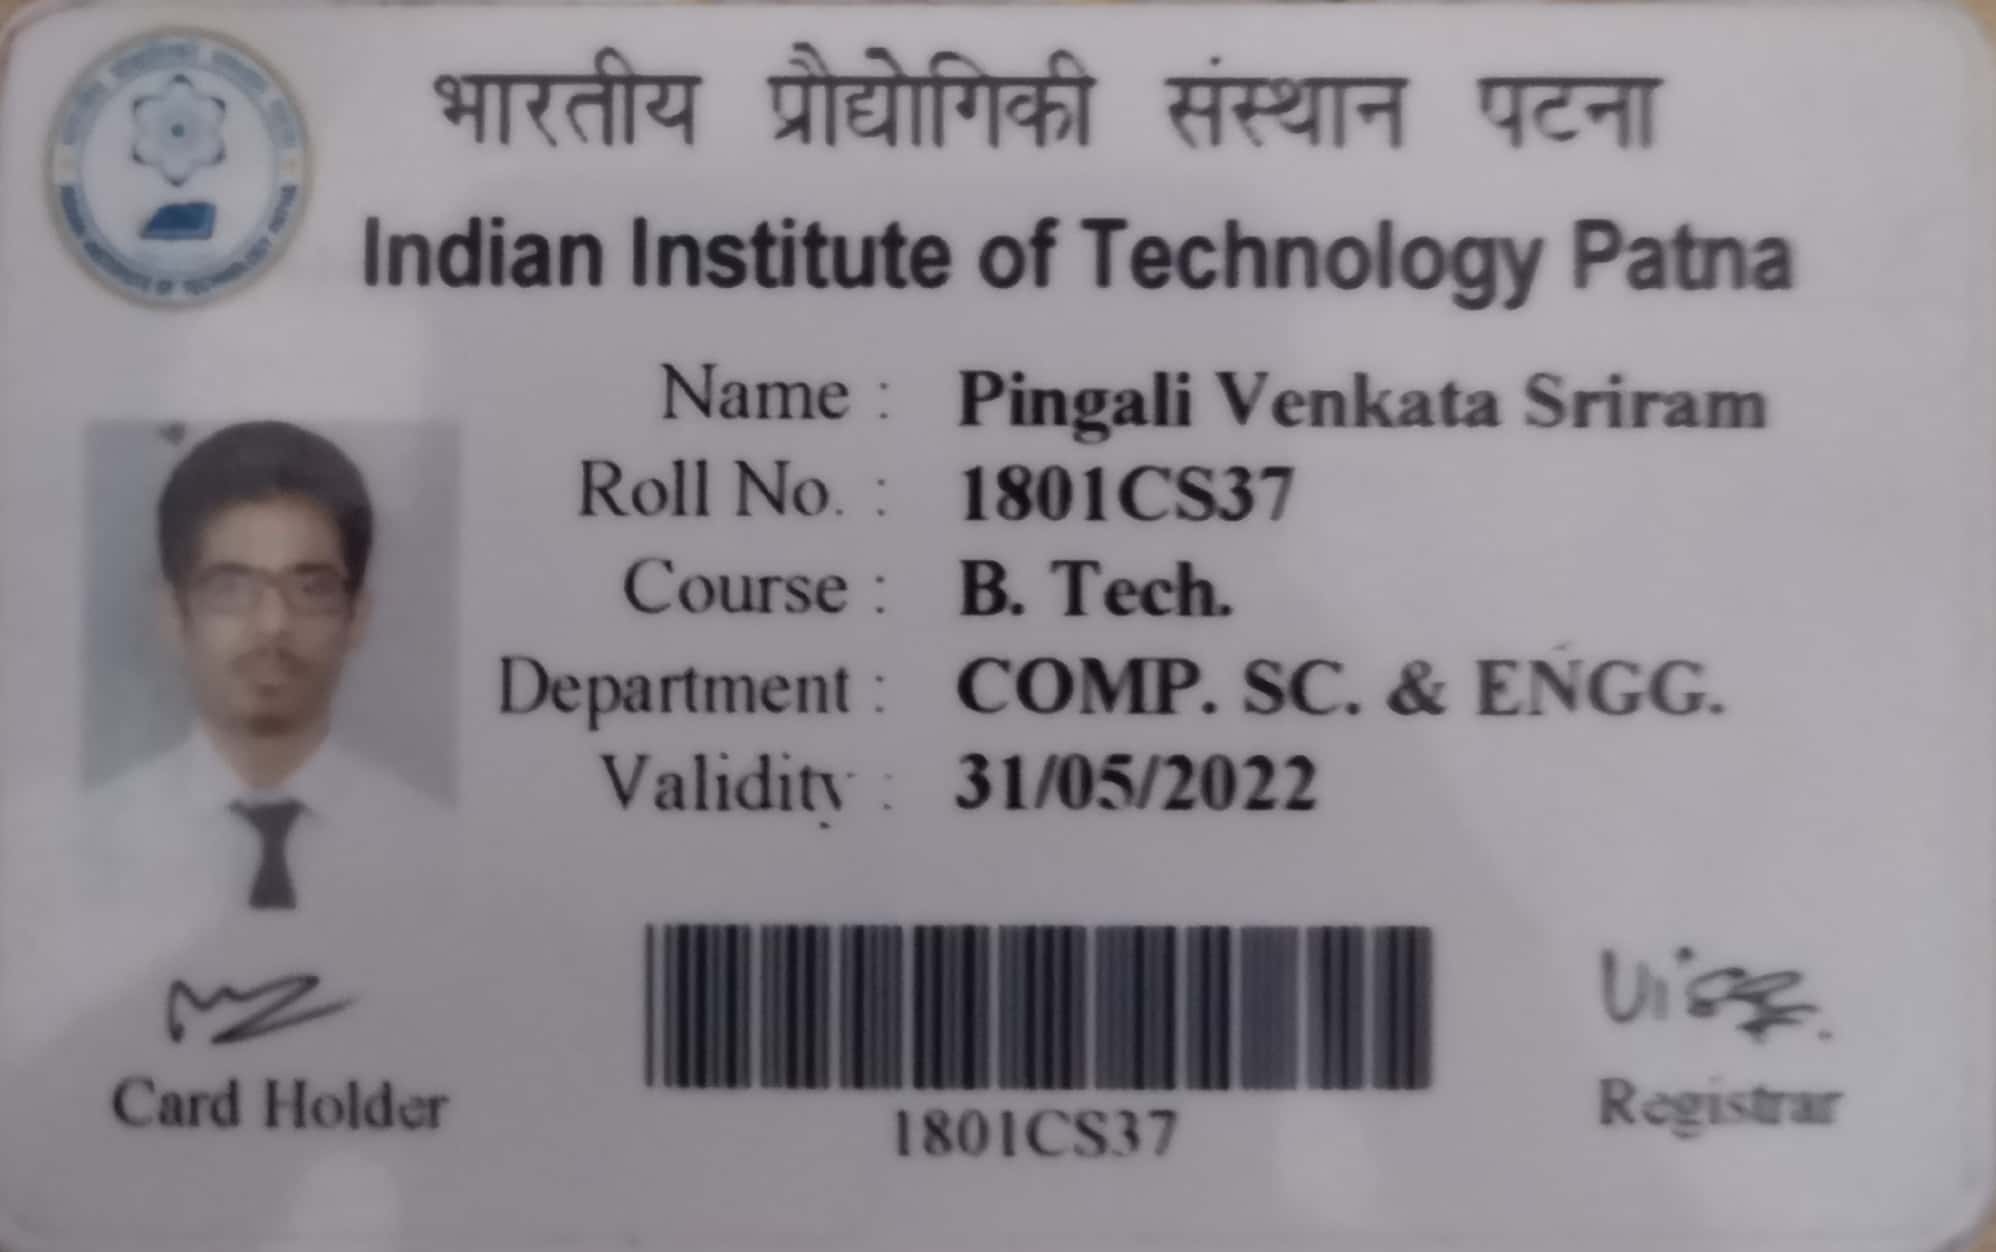 भारतीय प्रौद्योगिकी संस्थान पटना
Indian Institute of Technology Patna
Name : Pingali Venkata Sriram
Roll No. : 1801CS37
Course : B. Tech.
Department : COMP. SC. & ENGG.
Validity : 31/05/2022
Card Holder
1801CS37
Registrar